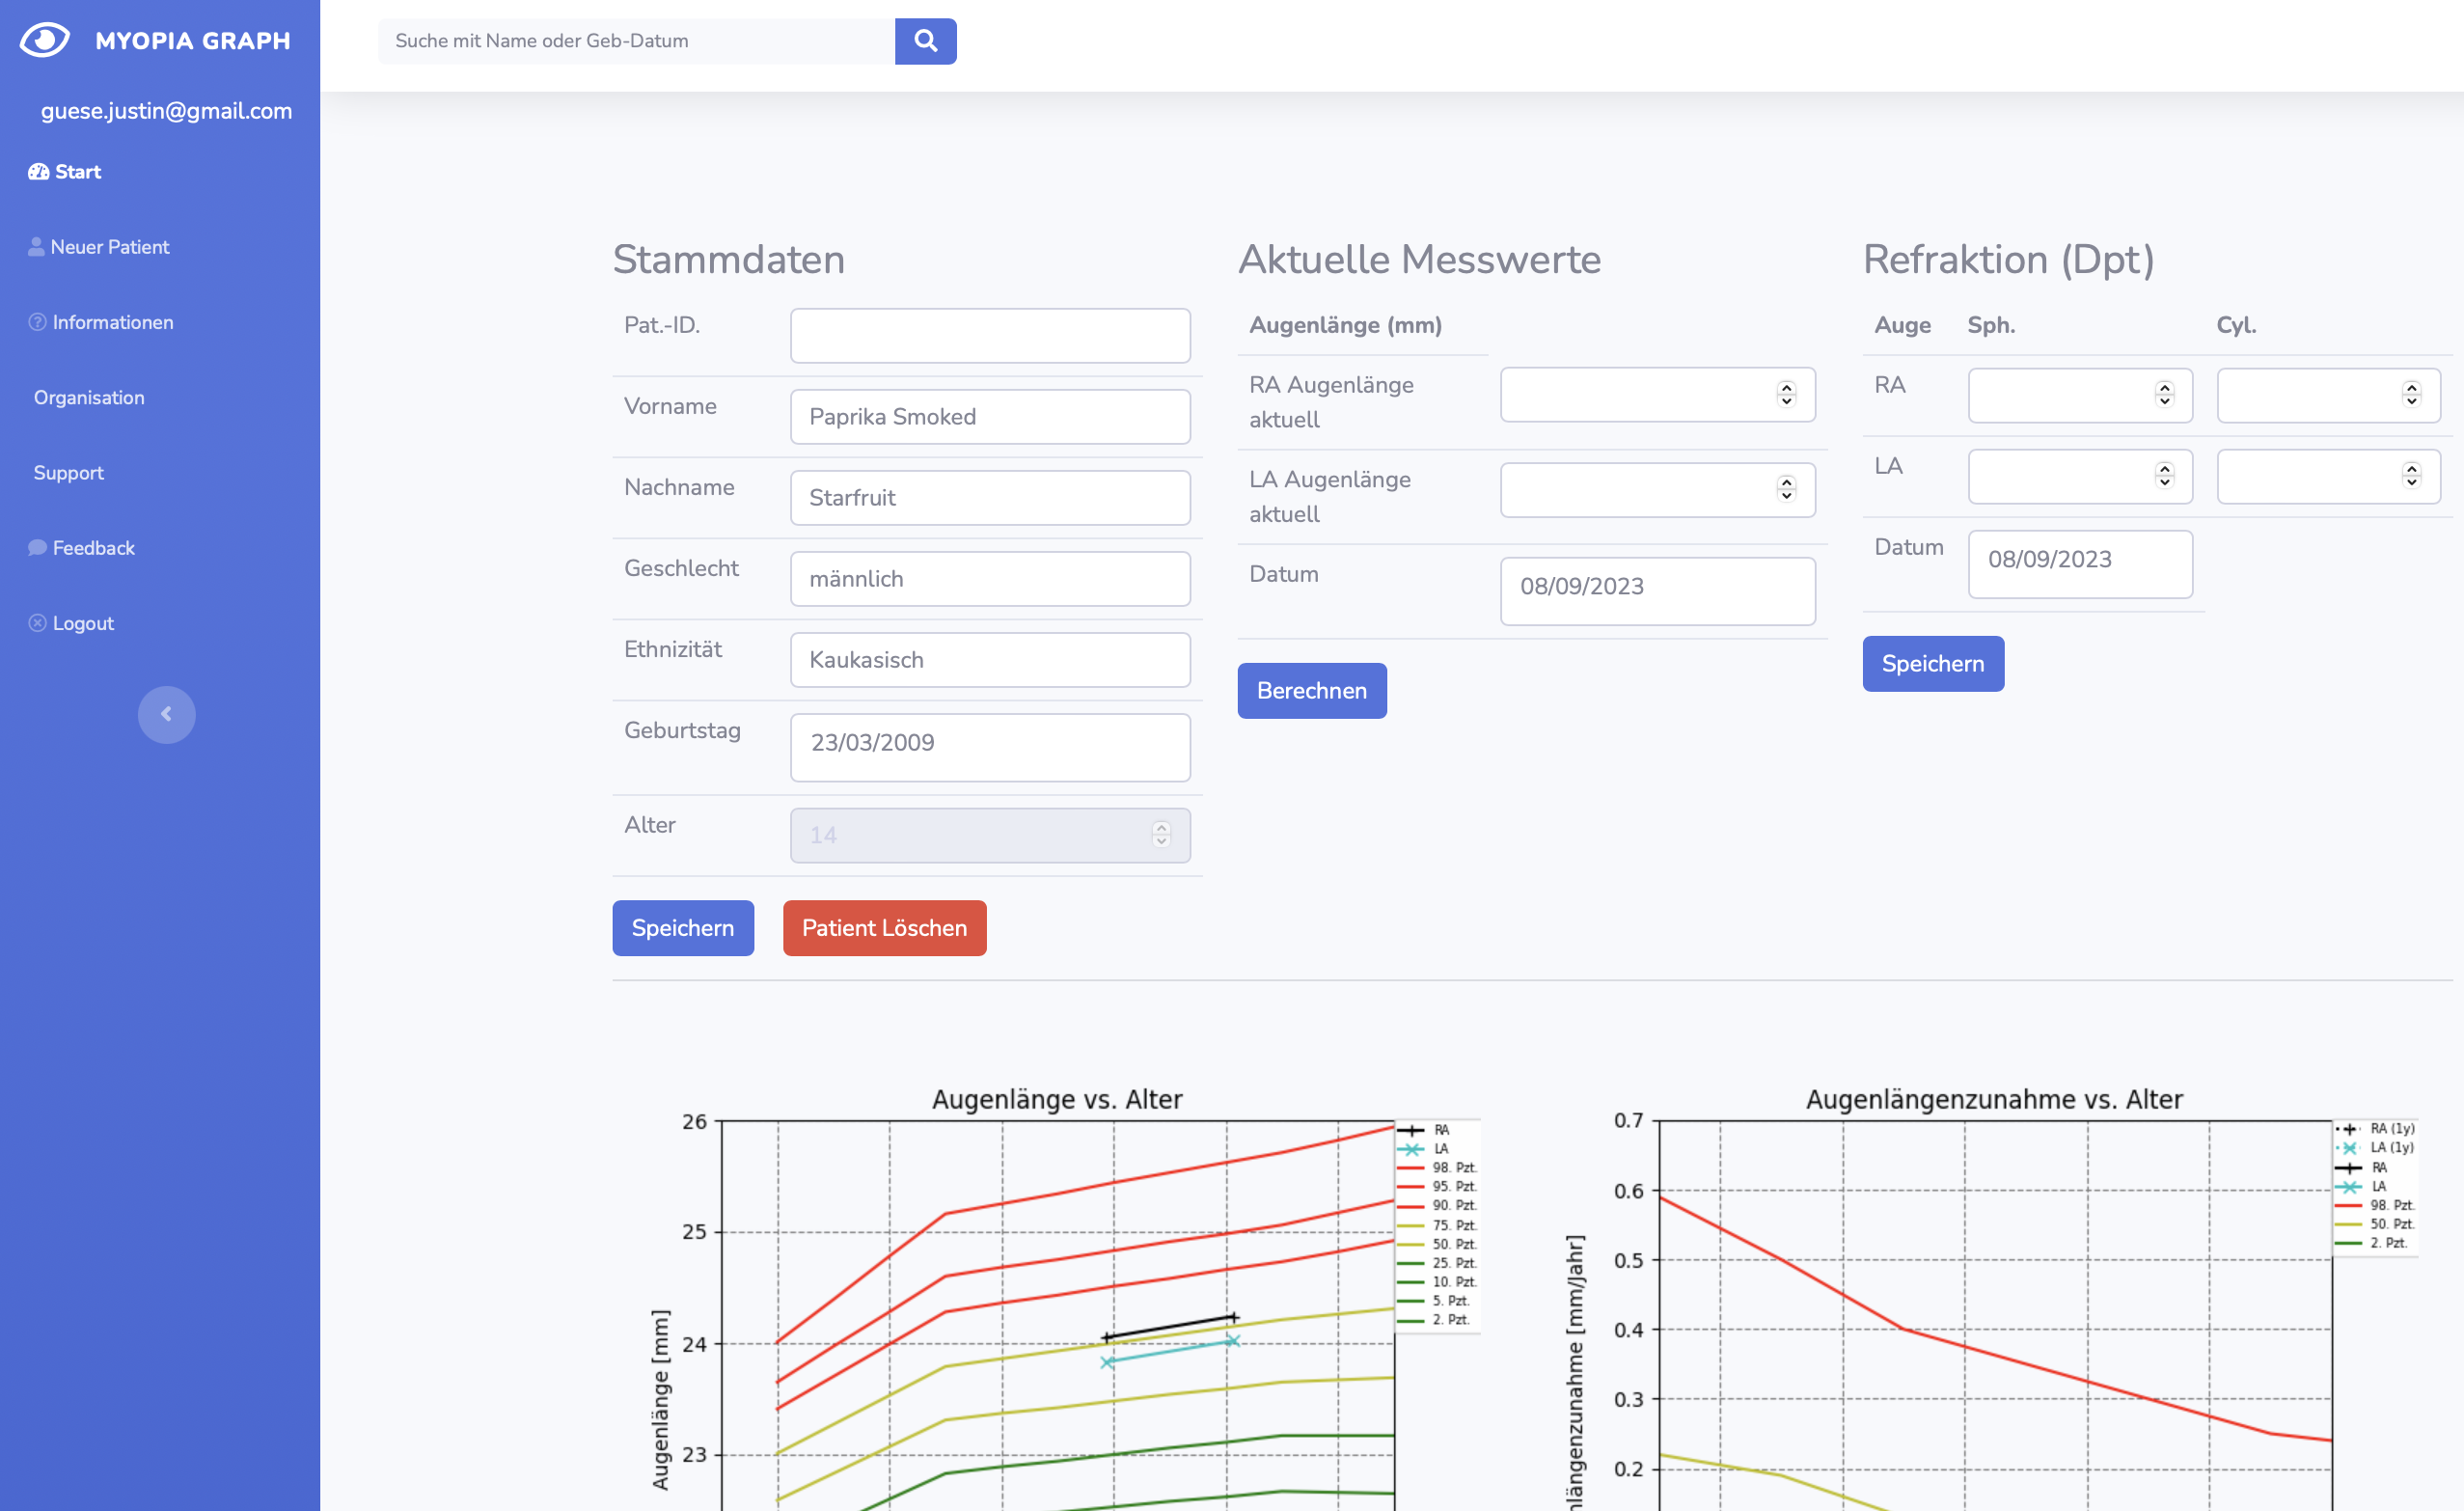 MYOPIA GRAPH
guese.justin@gmail.com
Start
Neuer Patient
Informationen
Organisation
Support
Feedback
Logout
Suche mit Name oder Geb-Datum
Stammdaten
Pat.-ID.
Vorname Paprika Smoked
Nachname Starfruit
Geschlecht männlich
Ethnizität Kaukasisch
Geburtstag 23/03/2009
Alter 14
Speichern Patient Löschen
Aktuelle Messwerte
Augenlänge (mm)
RA Augenlänge
aktuell
LA Augenlänge
aktuell
Datum 08/09/2023
Berechnen
Refraktion (Dpt)
Auge Sph. Cyl.
RA
LA
Datum 08/09/2023
Speichern
Augenlänge vs. Alter
26
25
24
23
Augenlänge [mm]
RA
LA
98. Pzt.
95. Pzt.
90. Pzt.
75. Pzt.
50. Pzt.
25. Pzt.
10. Pzt.
5. Pzt.
2. Pzt.
Augenlängenzunahme vs. Alter
0.7
0.6
0.5
0.4
0.3
0.2
nlängenzunahme [mm/Jahr]
RA (1y)
LA (1y)
RA
LA
98. Pzt.
50. Pzt.
2. Pzt.